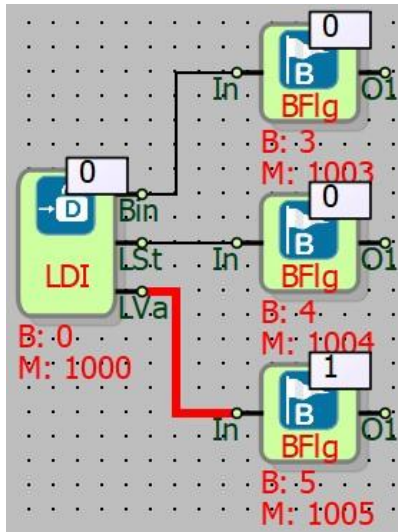 0
In
B
BFlg
O1
B: 3
M: 1003
0
D
Bin
LSt
LVa
LDI
B: 0
M: 1000
0
In
B
BFlg
O1
B: 4
M: 1004
1
In
B
BFlg
O1
B: 5
M: 1005